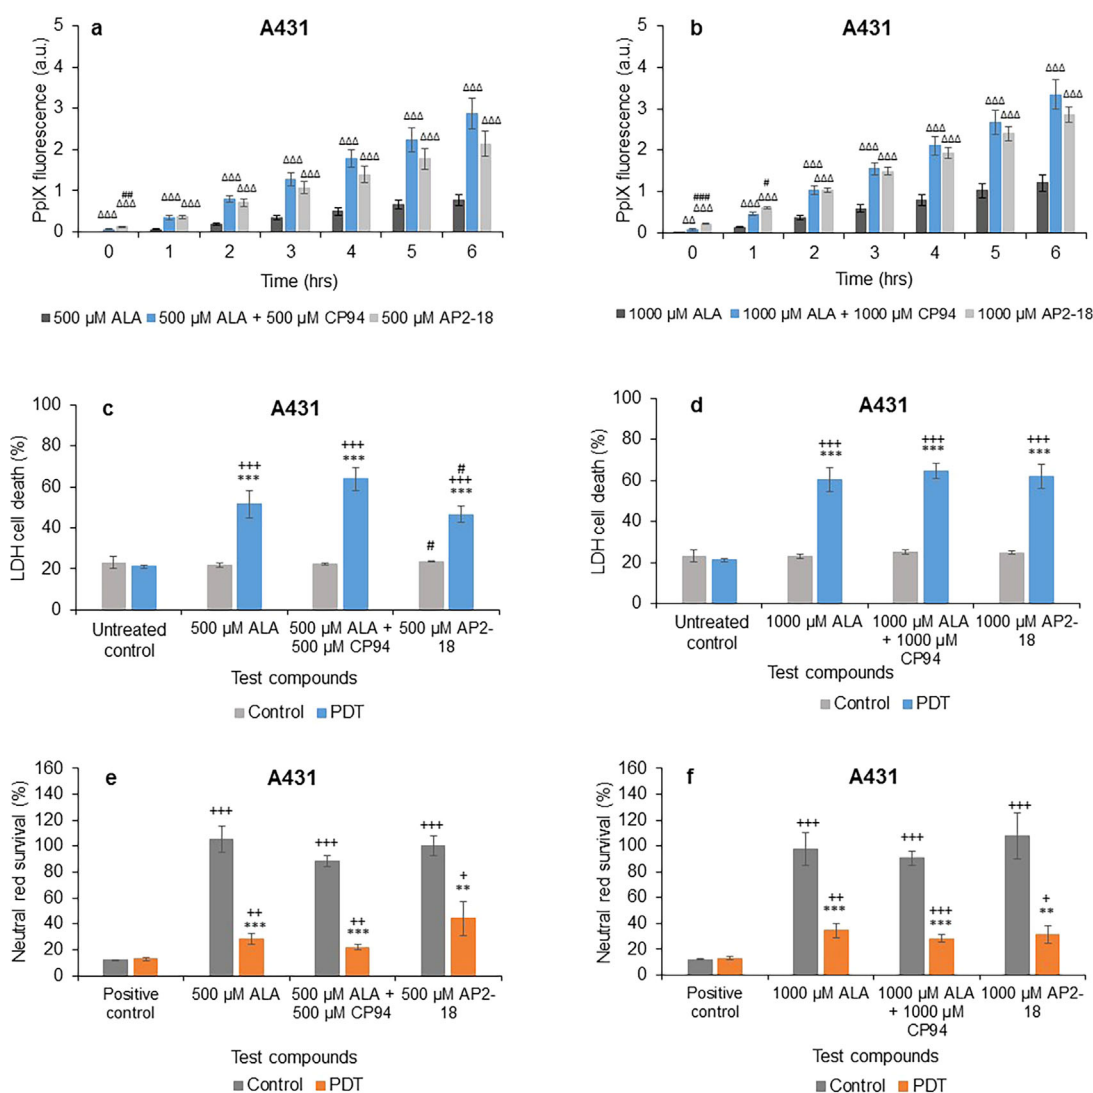 a
A431
PpIX fluorescence (a.u.)
5
4
3
2
1
0
ΔΔΔ
##
ΔΔΔ
ΔΔΔ
ΔΔΔ
ΔΔΔ
ΔΔΔ
ΔΔΔ
ΔΔΔ
ΔΔΔ
ΔΔΔ
ΔΔΔ
ΔΔΔ
ΔΔΔ
ΔΔΔ
0 1 2 3 4 5 6
Time (hrs)
500 µM ALA 500 µM ALA + 500 µM CP94 500 µM AP2-18
b
A431
PpIX fluorescence (a.u.)
5
4
3
2
1
0
ΔΔ
###
ΔΔΔ
ΔΔΔ
#
ΔΔΔ
ΔΔΔ
ΔΔΔ
ΔΔΔ
ΔΔΔ
ΔΔΔ
ΔΔΔ
ΔΔΔ
ΔΔΔ
ΔΔΔ
ΔΔΔ
0 1 2 3 4 5 6
Time (hrs)
1000 µM ALA 1000 µM ALA + 1000 µM CP94 1000 µM AP2-18
c
A431
LDH cell death (%)
100
80
60
40
20
0
+++
***
+++
***
#
#
+++
***
Untreated control
500 µM ALA
500 µM ALA +
500 µM CP94
500 µM AP2-
18
Test compounds
Control PDT
d
A431
LDH cell death (%)
100
80
60
40
20
0
+++
***
+++
***
+++
***
Untreated control
1000 µM ALA
1000 µM ALA
+ 1000 µM
CP94
1000 µM AP2-
18
Test compounds
Control PDT
e
A431
Neutral red survival (%)
160
140
120
100
80
60
40
20
0
+++
++
***
+++
++
***
+++
+
**
Positive
control
500 µM ALA
500 µM ALA +
500 µM CP94
500 µM AP2-
18
Test compounds
Control PDT
f
A431
Neutral red survival (%)
160
140
120
100
80
60
40
20
0
+++
++
***
+++
+++
***
+++
+
**
Positive
control
1000 µM ALA
1000 µM ALA
+ 1000 µM
CP94
1000 µM AP2-
18
Test compounds
Control PDT